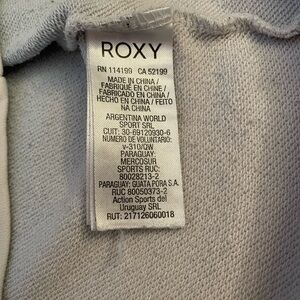 ROXY
RN 114199 CA 52199
MADE IN CHINA /
FABRIQUÉ EN CHINE /
FABRICADO EN CHINA /
HECHO EN CHINA / FEITO
NA CHINA
ARGENTINA WORLD
SPORT SRL
CUIT: 30-69120930-6
NUMERO DE VOLUNTARIO:
v-310/QW
PARAGUAY:
MERCOSUR
SPORTS RUC:
80028213-2
PARAGUAY: GUATA PORA S.A.
RUC 80050373-2
Action Sports del
Uruguay SRL
RUT: 217126060018